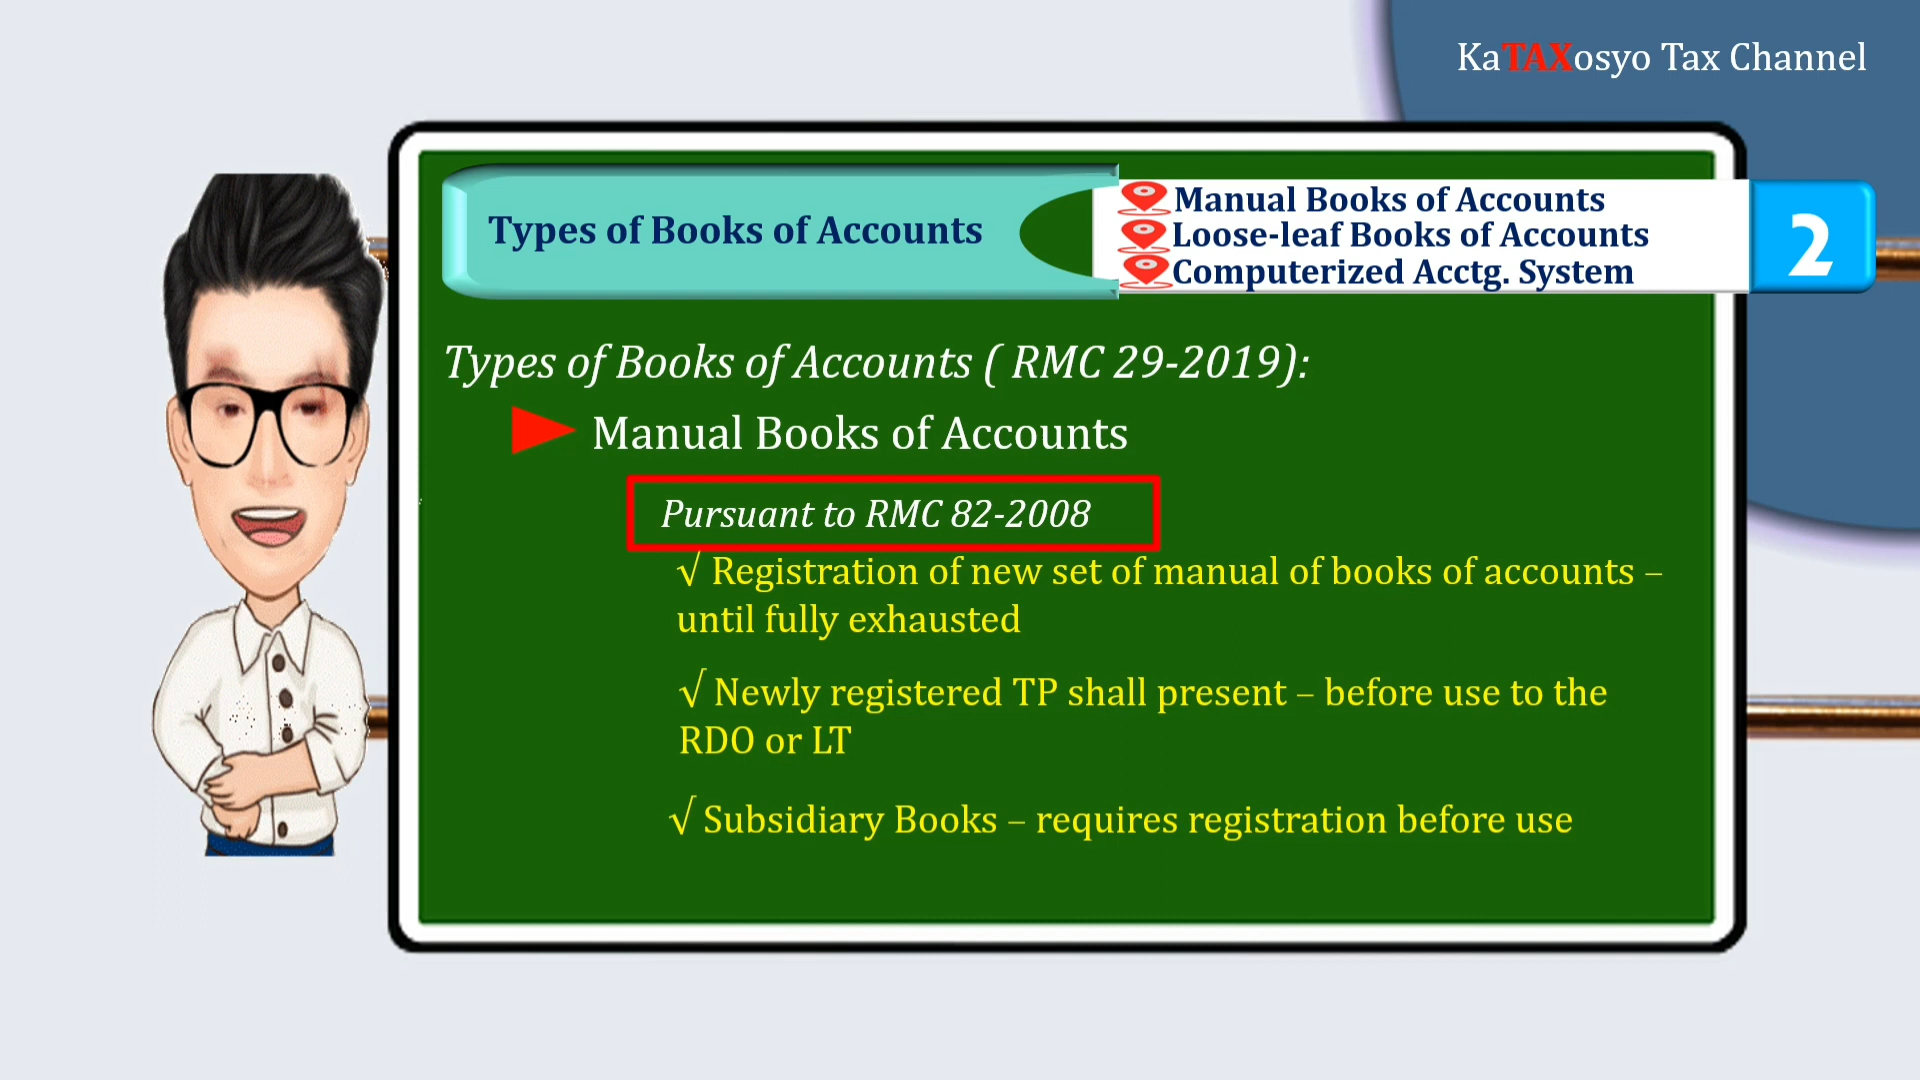 KaTAXosyo Tax Channel
Types of Books of Accounts
Manual Books of Accounts
Loose-leaf Books of Accounts
Computerized Acctg. System
2
Types of Books of Accounts ( RMC 29-2019):
Manual Books of Accounts
Pursuant to RMC 82-2008
√ Registration of new set of manual of books of accounts –
until fully exhausted
√ Newly registered TP shall present – before use to the
RDO or LT
√ Subsidiary Books – requires registration before use